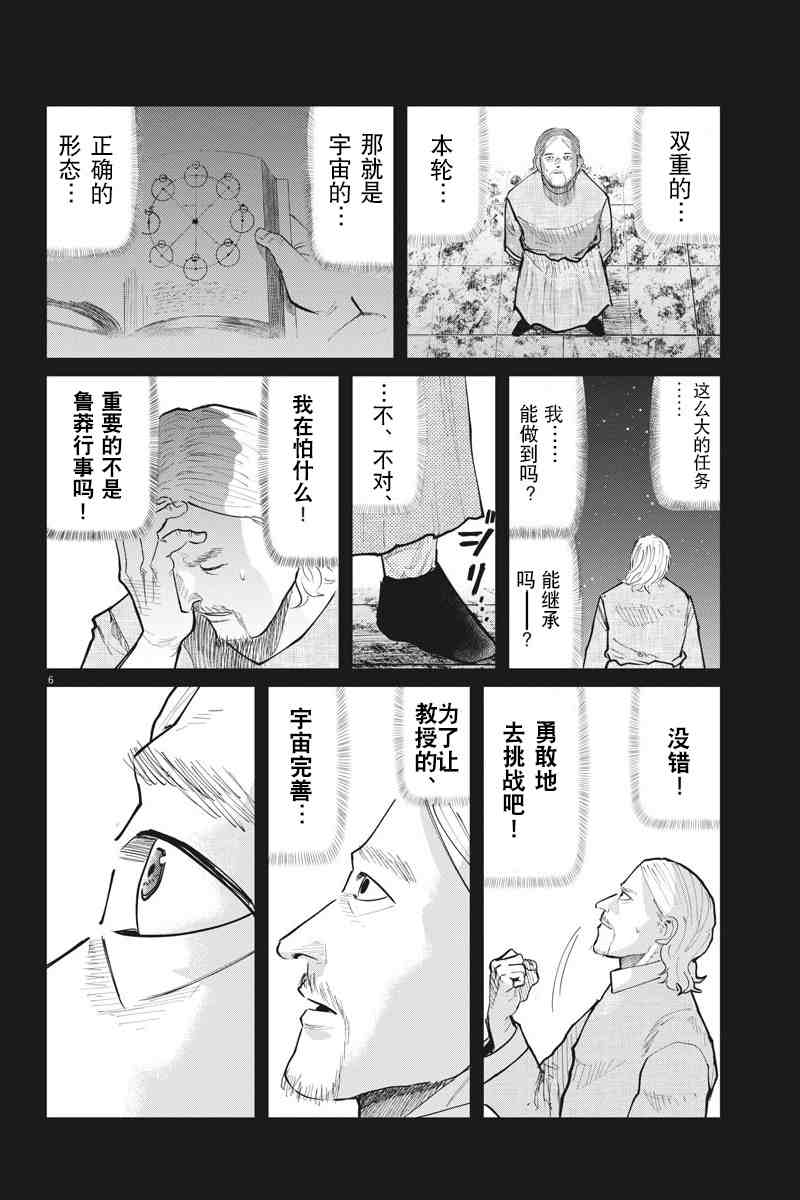 双重的…
本轮…
那就是
宇宙的…
正确的
形态…
这么大的任务
……
我……
能做到吗？
能继承
吗——？
…不、不对、
ジリ…
我在怕什么！
重要的不是
鲁莽行事吗！
6
没错！
勇敢地
去挑战吧！
为了让
教授的、
宇宙完善…